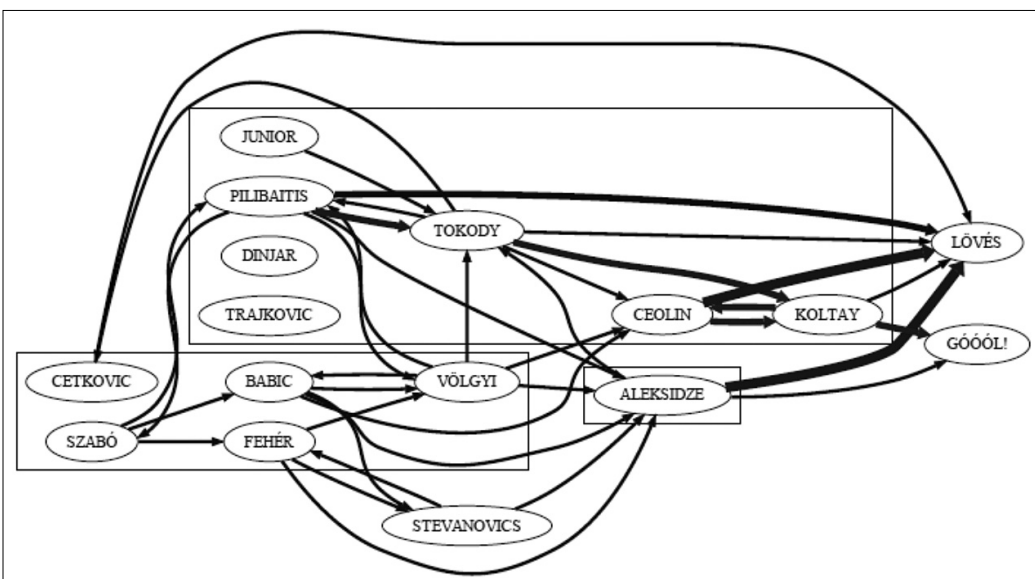 JUNIOR
PILIBAITIS
TOKODY
LÖVÉS
DINJAR
TRAJKOVIC
CEOLIN
KOLTAY
GÓÓÓL!
CETKOVIC
BABIC
VÖLGYI
ALEKSIDZE
SZABÓ
FEHÉR
STEVANOVICS